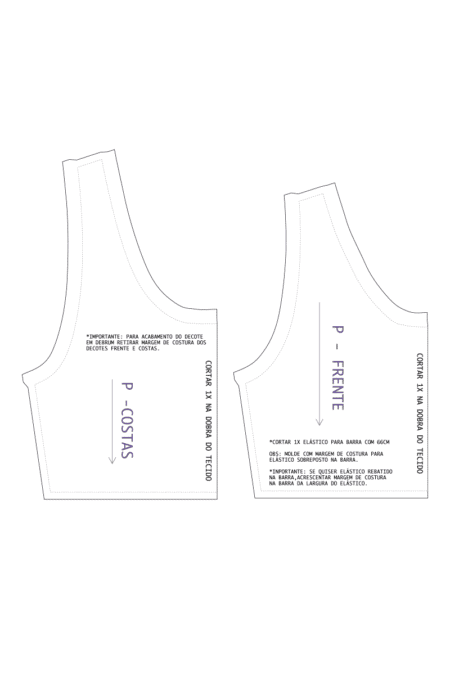 *IMPORTANTE: PARA ACABAMENTO DO DECOTE
EM DEBRUM RETIRAR MARGEM DE COSTURA DOS
DECOTES FRENTE E COSTAS.
P -COSTAS
CORTAR 1X NA DOBRA DO TECIDO
P - FRENTE
CORTAR 1X NA DOBRA DO TECIDO
*CORTAR 1X ELÁSTICO PARA BARRA COM 66CM
OBS: MOLDE COM MARGEM DE COSTURA PARA
ELÁSTICO SOBREPOSTO NA BARRA.
*IMPORTANTE: SE QUISER ELÁSTICO REBATIDO
NA BARRA,ACRESCENTAR MARGEM DE COSTURA
NA BARRA DA LARGURA DO ELÁSTICO.